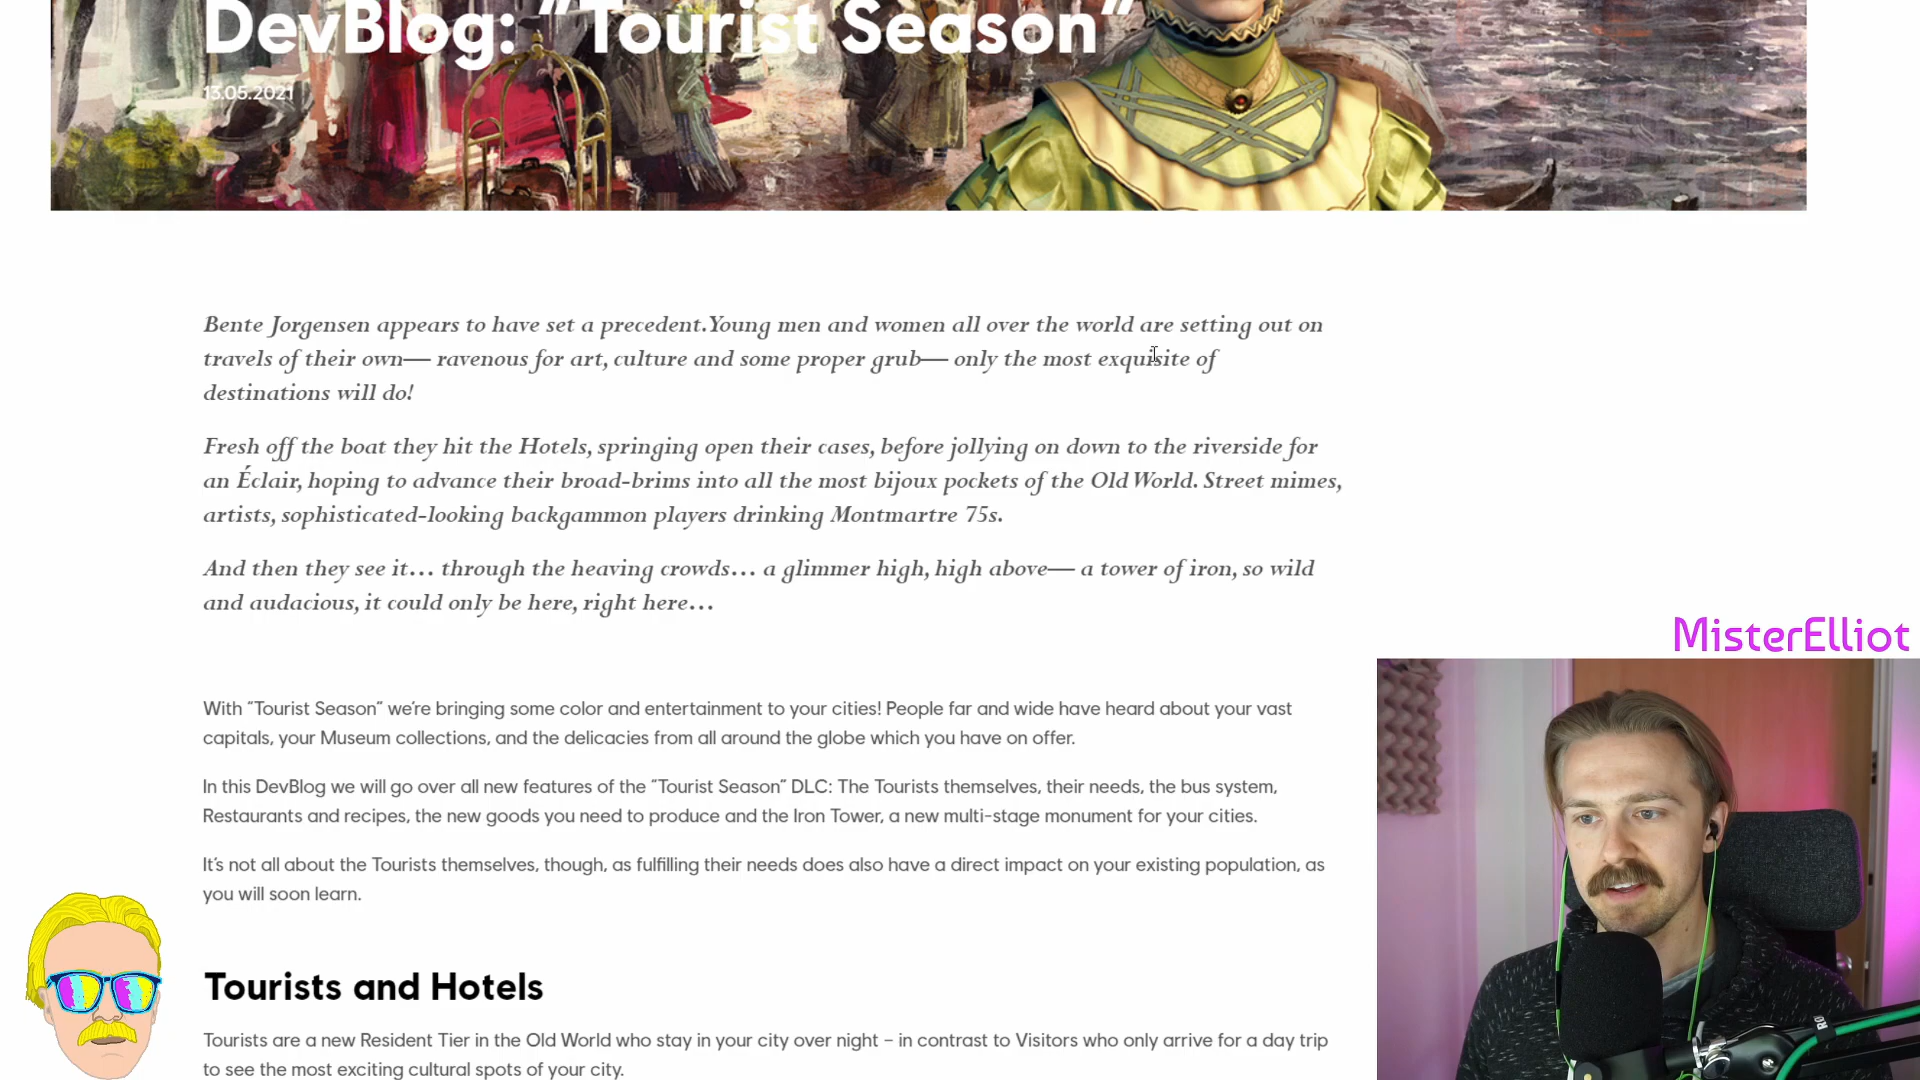 DevBlog: “Tourist Season”
13.05.2021
Bente Jorgensen appears to have set a precedent.Young men and women all over the world are setting out on
travels of their own— ravenous for art, culture and some proper grub— only the most exquisite of
destinations will do!
Fresh off the boat they hit the Hotels, springing open their cases, before jollying on down to the riverside for
an Éclair, hoping to advance their broad-brims into all the most bijoux pockets of the Old World. Street mimes,
artists, sophisticated-looking backgammon players drinking Montmartre 75s.
And then they see it… through the heaving crowds… a glimmer high, high above— a tower of iron, so wild
and audacious, it could only be here, right here…
MisterElliot
With “Tourist Season” we’re bringing some color and entertainment to your cities! People far and wide have heard about your vast
capitals, your Museum collections, and the delicacies from all around the globe which you have on offer.
In this DevBlog we will go over all new features of the “Tourist Season” DLC: The Tourists themselves, their needs, the bus system,
Restaurants and recipes, the new goods you need to produce and the Iron Tower, a new multi-stage monument for your cities.
It’s not all about the Tourists themselves, though, as fulfilling their needs does also have a direct impact on your existing population, as
you will soon learn.
Tourists and Hotels
Tourists are a new Resident Tier in the Old World who stay in your city over night – in contrast to Visitors who only arrive for a day trip
to see the most exciting cultural spots of your city.